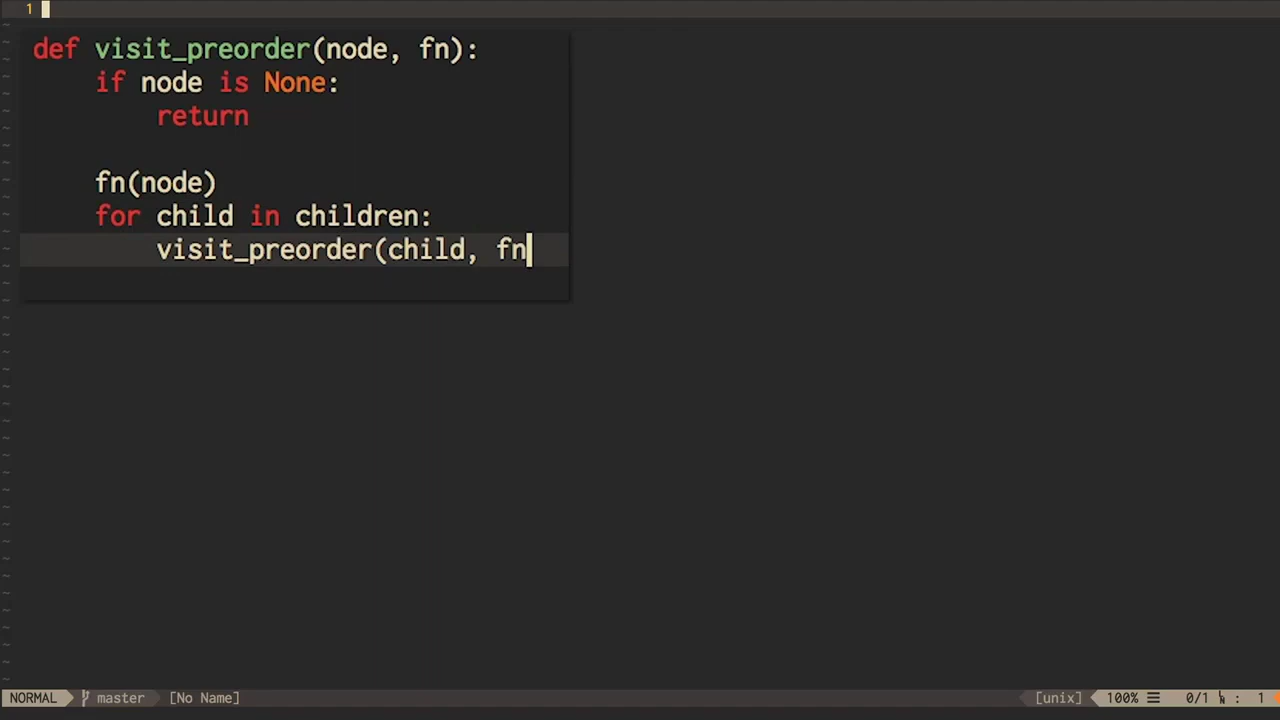 1
def visit_preorder(node, fn):
    if node is None:
        return
    fn(node)
    for child in children:
        visit_preorder(child, fn
NORMAL master [No Name] [unix] 100% ☰ 0/1 ㏑ : 1